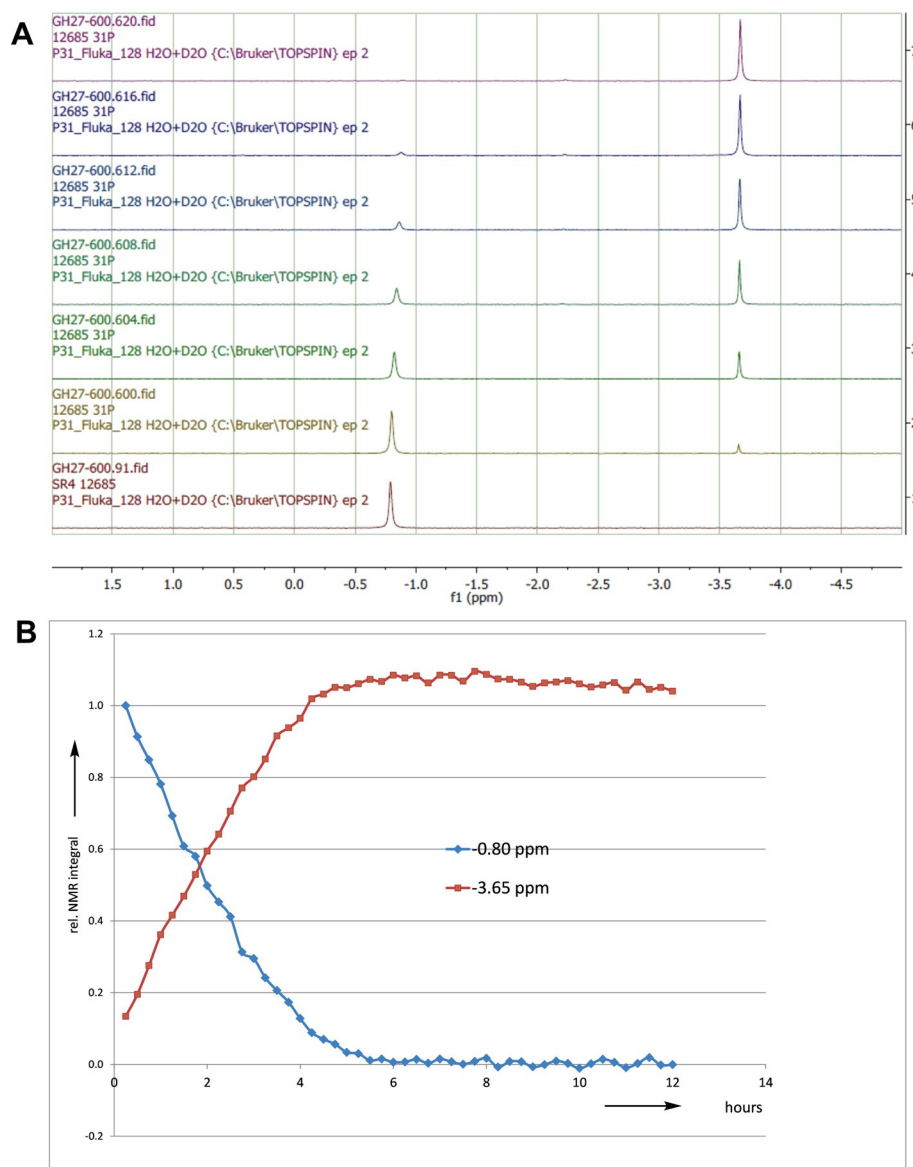 A
GH27-600.620.fid
12685 31P
P31_Fluka_128 H2O+D2O {C:\Bruker\TOPSPIN} ep 2
GH27-600.616.fid
12685 31P
P31_Fluka_128 H2O+D2O {C:\Bruker\TOPSPIN} ep 2
GH27-600.612.fid
12685 31P
P31_Fluka_128 H2O+D2O {C:\Bruker\TOPSPIN} ep 2
GH27-600.608.fid
12685 31P
P31_Fluka_128 H2O+D2O {C:\Bruker\TOPSPIN} ep 2
GH27-600.604.fid
12685 31P
P31_Fluka_128 H2O+D2O {C:\Bruker\TOPSPIN} ep 2
GH27-600.600.fid
12685 31P
P31_Fluka_128 H2O+D2O {C:\Bruker\TOPSPIN} ep 2
GH27-600.91.fid
SR4 12685
P31_Fluka_128 H2O+D2O {C:\Bruker\TOPSPIN} ep 2
1.5 1.0 0.5 0.0 -0.5 -1.0 -1.5 -2.0 -2.5 -3.0 -3.5 -4.0 -4.5
f1 (ppm)
B
1.2
1.0
0.8
0.6
0.4
0.2
0.0
-0.2
rel. NMR integral
-0.80 ppm
-3.65 ppm
0 2 4 6 8 10 12 14
hours